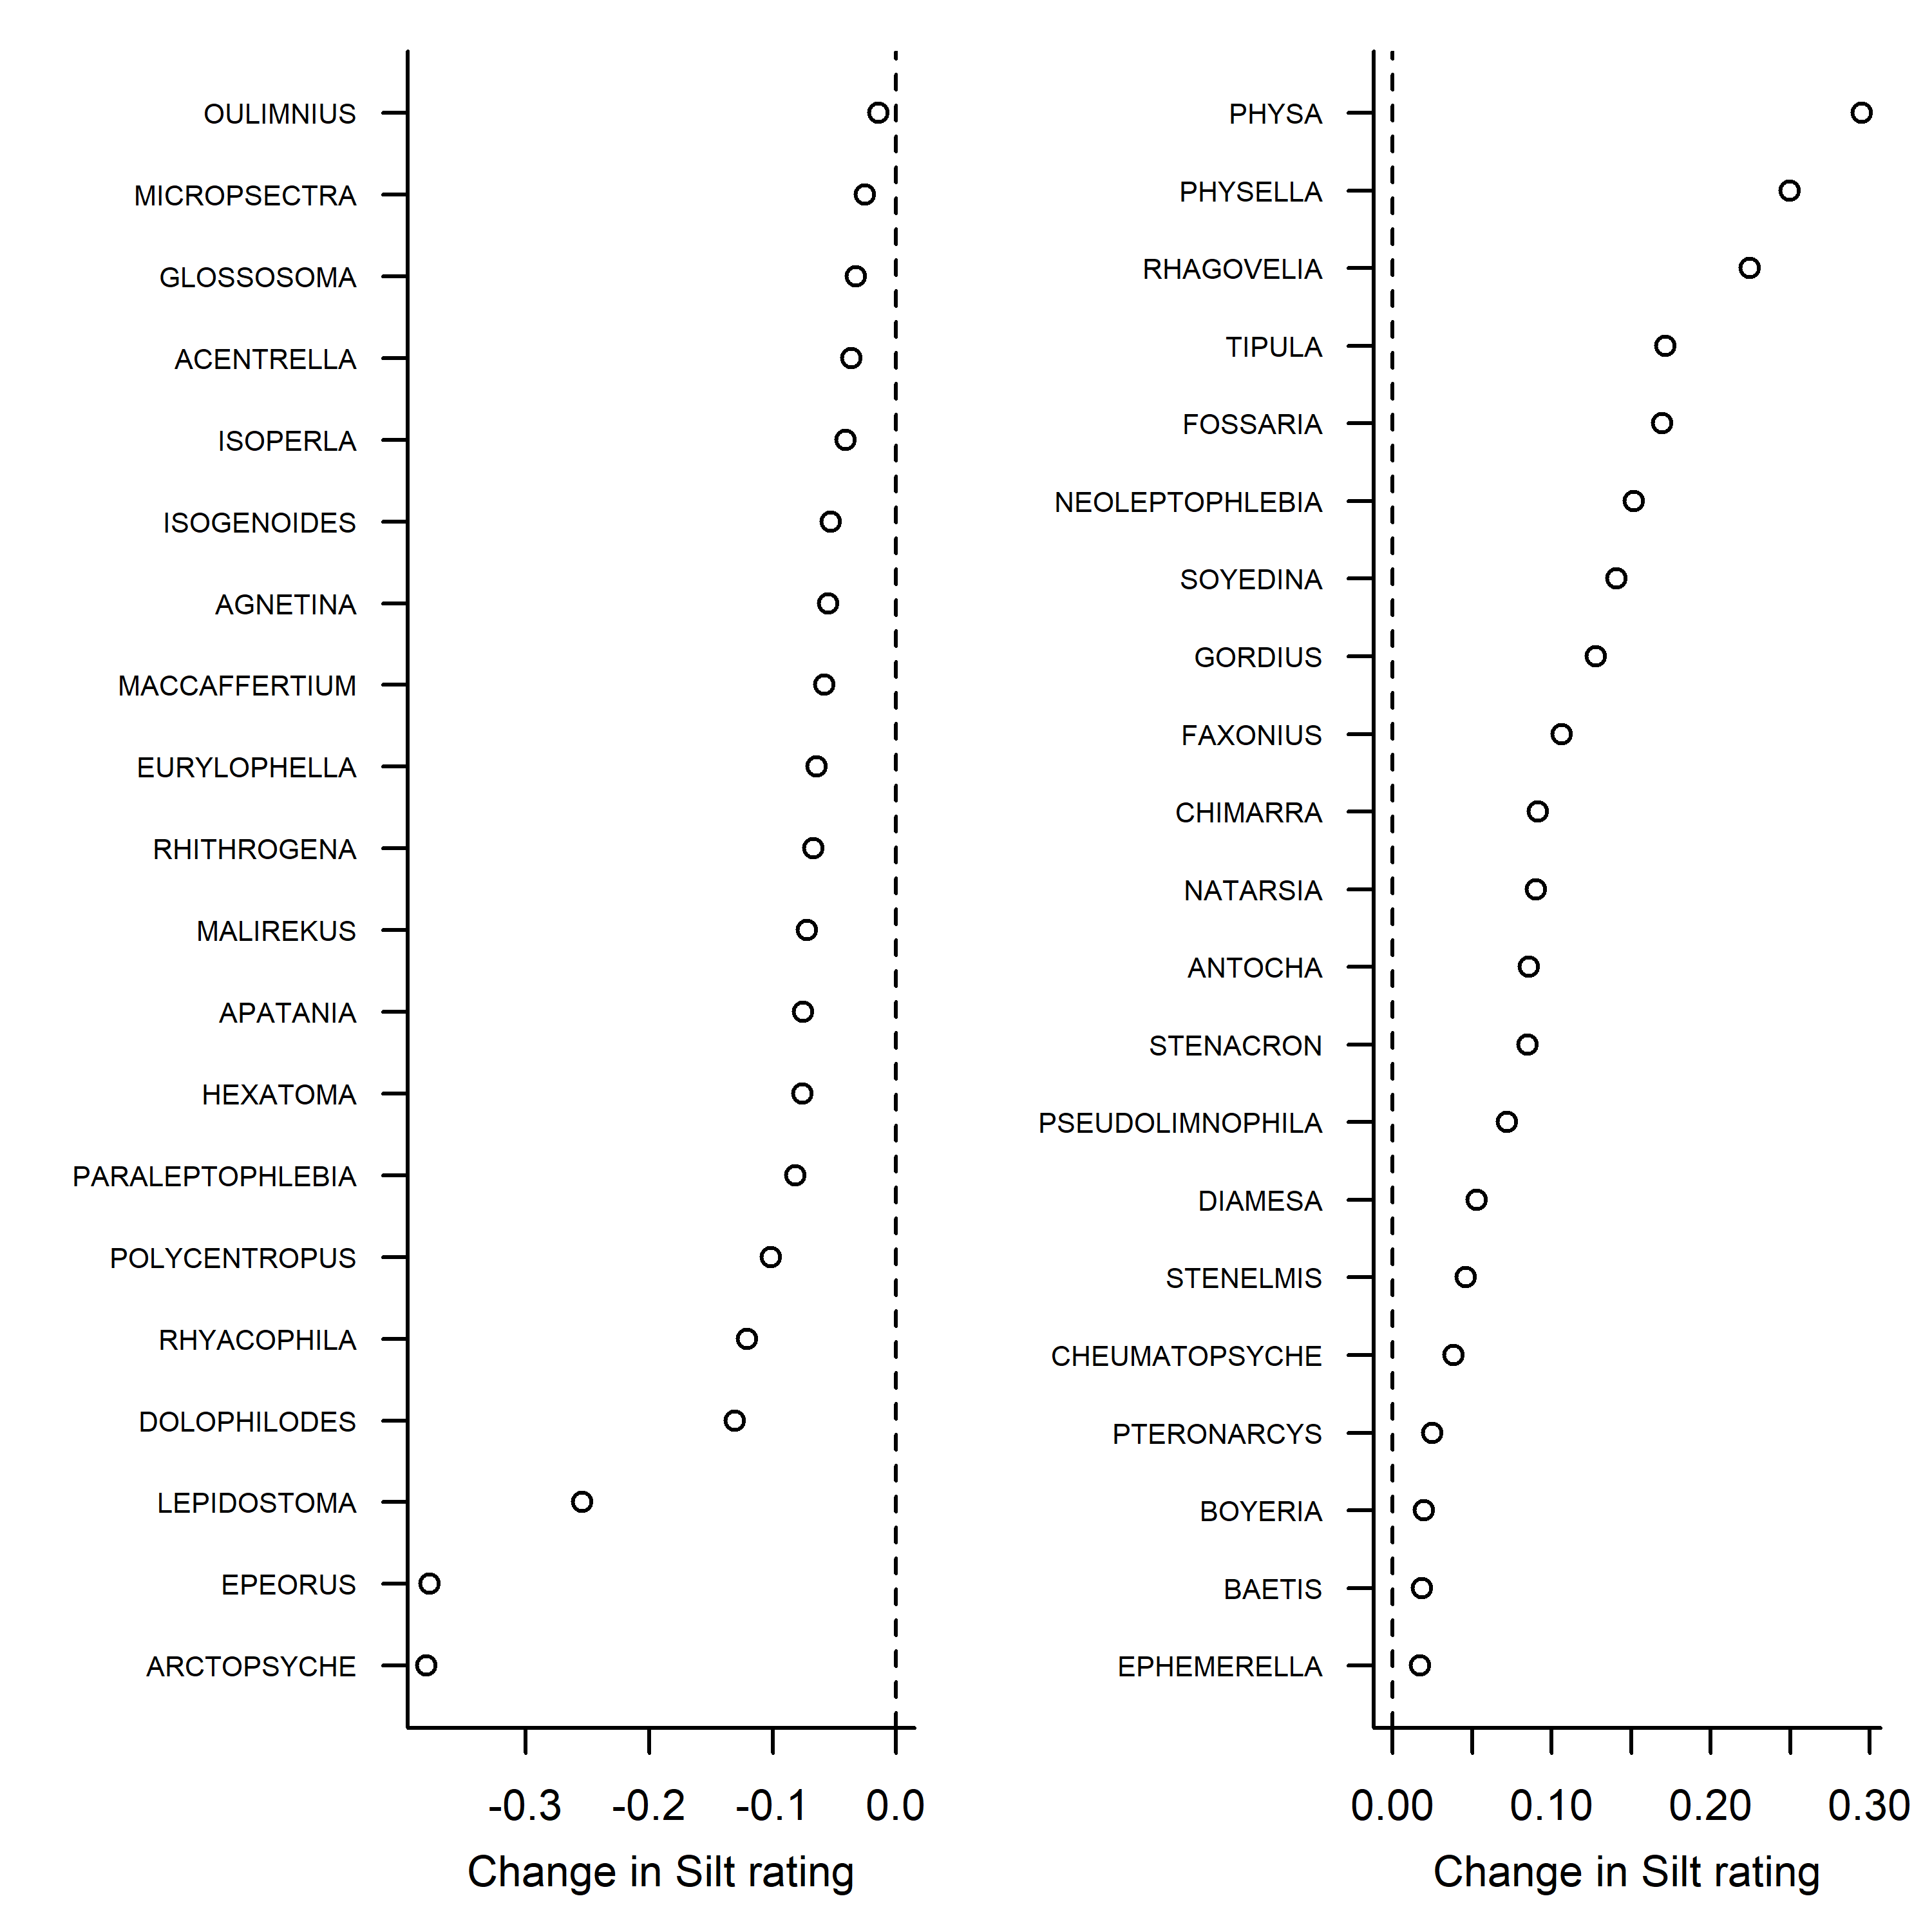 OULIMNIUS
MICROPSECTRA
GLOSSOSOMA
ACENTRELLA
ISOPERLA
ISOGENOIDES
AGNETINA
MACCAFFERTIUM
EURYLOPHELLA
RHITHROGENA
MALIREKUS
APATANIA
HEXATOMA
PARALEPTOPHLEBIA
POLYCENTROPUS
RHYACOPHILA
DOLOPHILODES
LEPIDOSTOMA
EPEORUS
ARCTOPSYCHE
-0.3 -0.2 -0.1 0.0
Change in Silt rating
PHYSA
PHYSELLA
RHAGOVELIA
TIPULA
FOSSARIA
NEOLEPTOPHLEBIA
SOYEDINA
GORDIUS
FAXONIUS
CHIMARRA
NATARSIA
ANTOCHA
STENACRON
PSEUDOLIMNOPHILA
DIAMESA
STENELMIS
CHEUMATOPSYCHE
PTERONARCYS
BOYERIA
BAETIS
EPHEMERELLA
0.00 0.10 0.20 0.30
Change in Silt rating